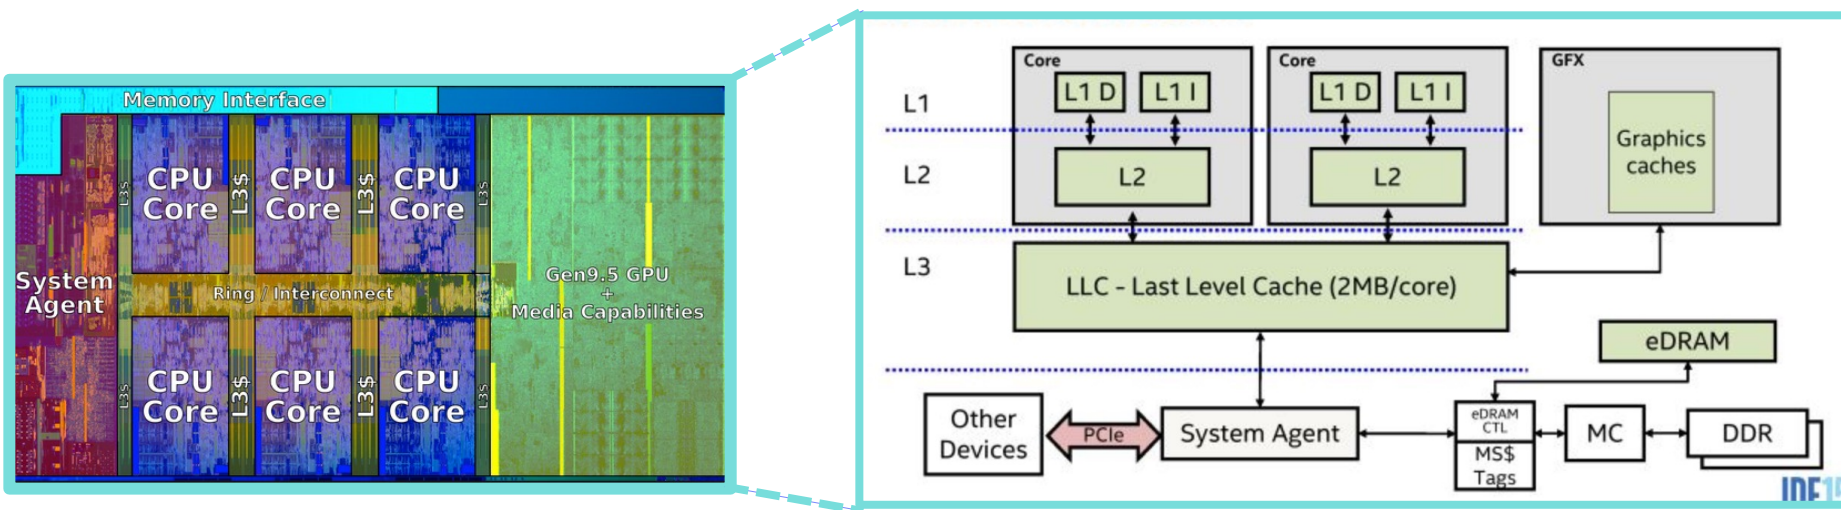 Memory Interface
L3$
CPU
Core
L3$
CPU
Core
L3$
CPU
Core
L3$
System
Agent
Ring / Interconnect
Gen9.5 GPU
+
Media Capabilities
L3$
CPU
Core
L3$
CPU
Core
L3$
CPU
Core
L3$
Core
Core
GFX
L1
L1 D
L1 I
L1 D
L1 I
Graphics
caches
L2
L2
L2
L3
LLC - Last Level Cache (2MB/core)
eDRAM
Other
Devices
PCIe
System Agent
eDRAM
CTL
MS$
Tags
MC
DDR
IDF15